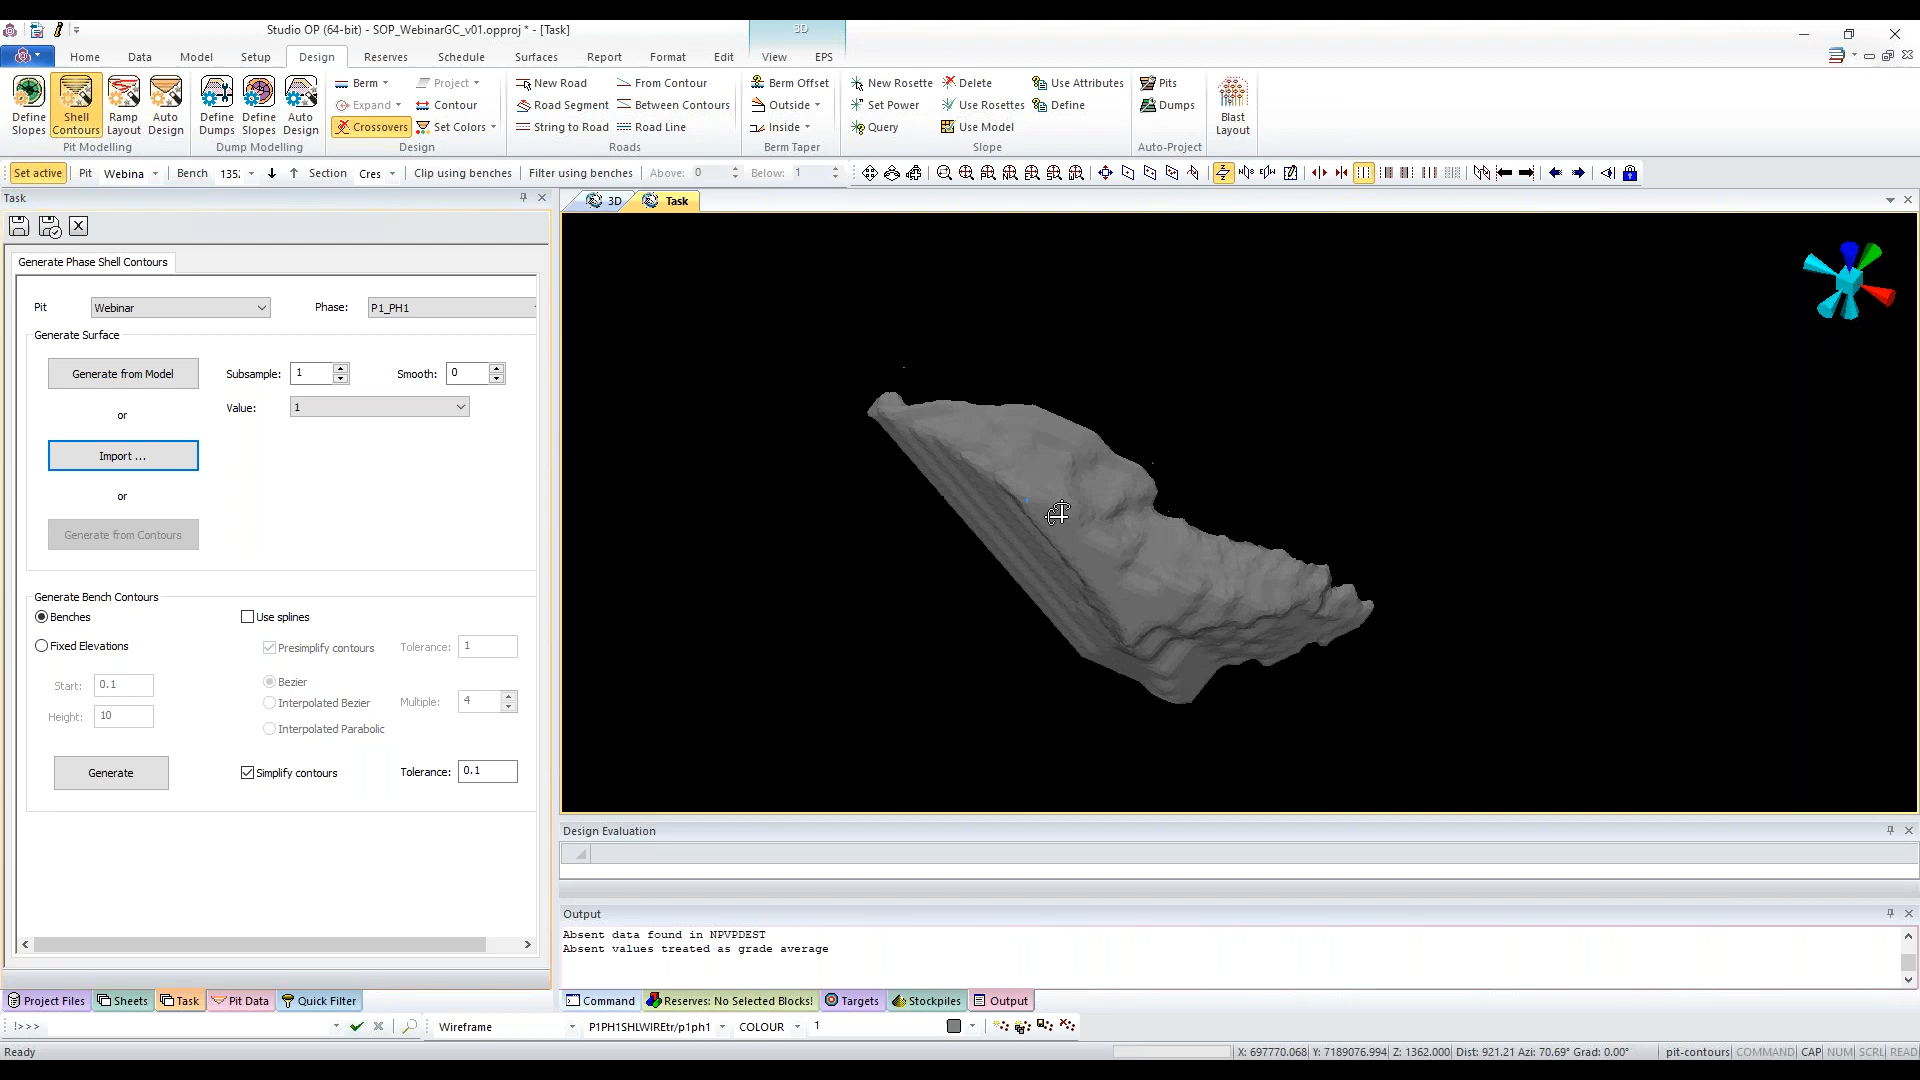 Studio OP (64-bit) - SOP_WebinarGC_v01.opproj * - [Task]
3D
Home Data Model Setup Design Reserves Schedule Surfaces Report Format Edit View EPS
Define Slopes
Shell Contours
Ramp Layout
Auto Design
Pit Modelling
Define Dumps
Define Slopes
Auto Design
Dump Modelling
Berm Project
Expand Contour
Crossovers Set Colors
Design
New Road From Contour
Road Segment Between Contours
String to Road Road Line
Roads
Berm Offset
Outside
Inside
Berm Taper
New Rosette Delete Use Attributes
Set Power Use Rosettes Define
Query Use Model
Slope
Pits
Dumps
Auto-Project
Blast Layout
Set active Pit Webina Bench 135 Section Cres Clip using benches Filter using benches Above: 0 Below: 1
Task
3D Task
Generate Phase Shell Contours
Pit Webinar Phase: P1_PH1
Generate Surface
Generate from Model Subsample: 1 Smooth: 0
or Value: 1
Import ...
or
Generate from Contours
Generate Bench Contours
Benches Use splines
Fixed Elevations Presimplify contours Tolerance: 1
Start: 0.1 Bezier
Height: 10 Interpolated Bezier Multiple: 4
Interpolated Parabolic
Generate Simplify contours Tolerance: 0.1
Design Evaluation
Output
Absent data found in NPVPDEST
Absent values treated as grade average
Project Files Sheets Task Pit Data Quick Filter Command Reserves: No Selected Blocks! Targets Stockpiles Output
!>>> Wireframe P1PH1SHLWIREtr/p1ph1 COLOUR 1
Ready X: 697770.068 Y: 7189076.994 Z: 1362.000 Dist: 921.21 Azi: 70.69° Grad: 0.00° pit-contours COMMAND CAP NUM SCRL READ